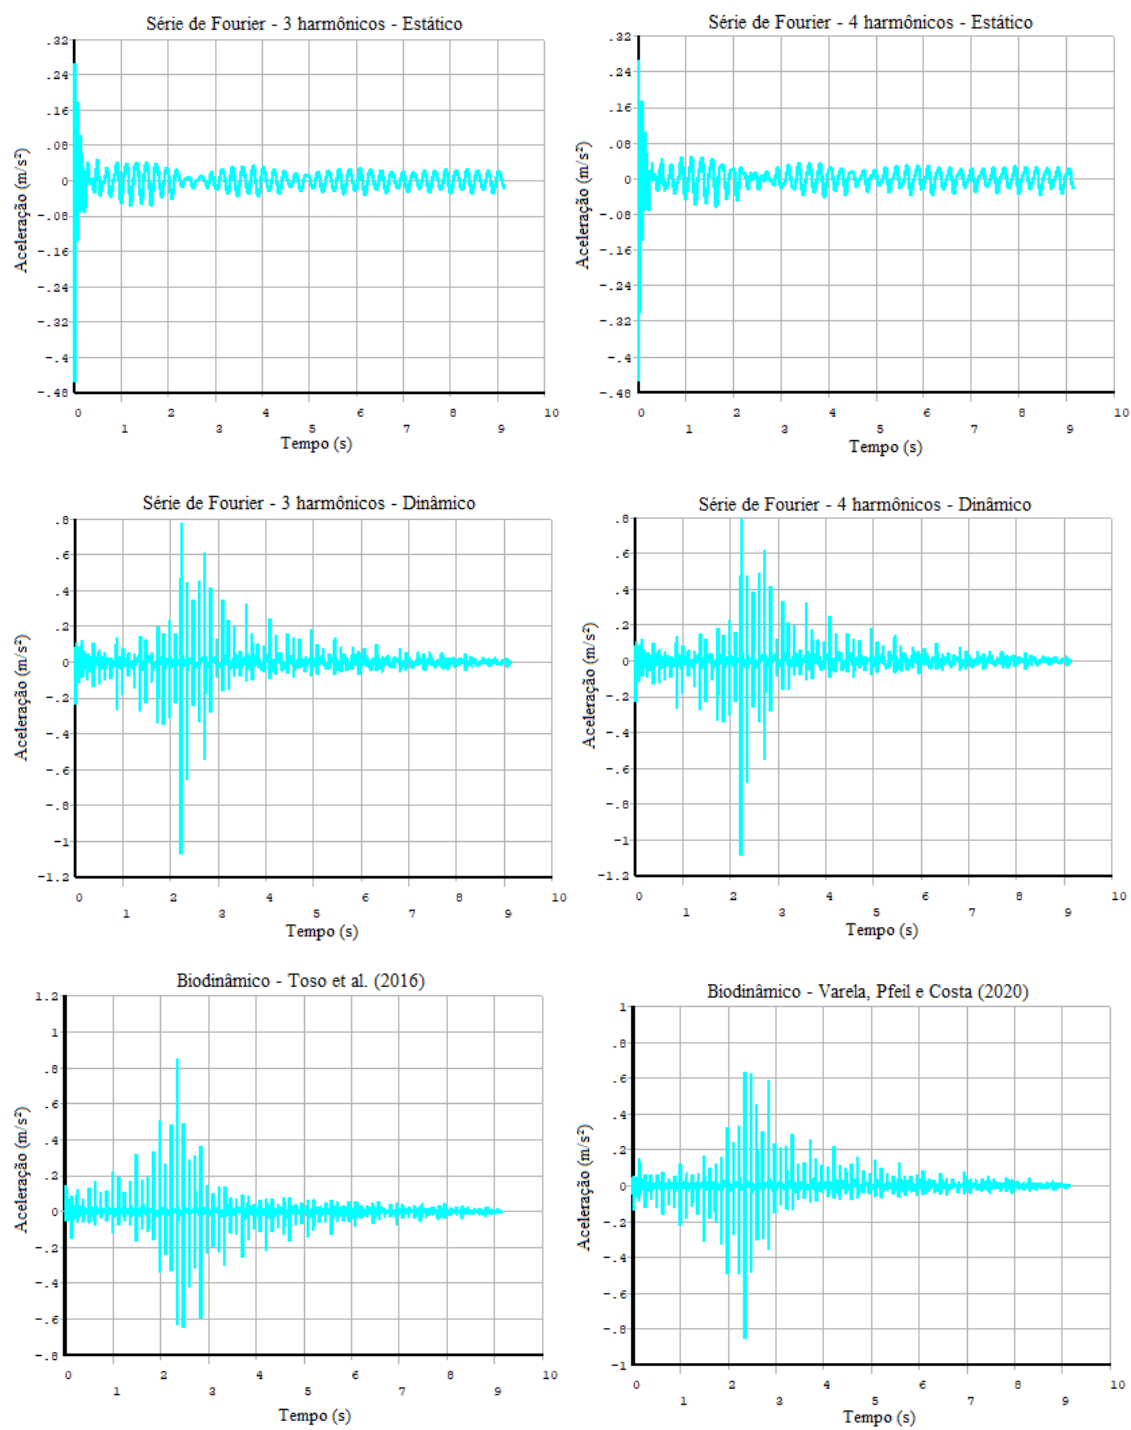 Série de Fourier - 3 harmônicos - Estático
.32
.24
.16
.08
0
-.08
-.16
-.24
-.32
-.4
-.48
Aceleração (m/s²)
0 1 2 3 4 5 6 7 8 9 10
Tempo (s)
Série de Fourier - 4 harmônicos - Estático
.32
.24
.16
.08
0
-.08
-.16
-.24
-.32
-.4
-.48
Aceleração (m/s²)
0 1 2 3 4 5 6 7 8 9 10
Tempo (s)
Série de Fourier - 3 harmônicos - Dinâmico
.8
.6
.4
.2
0
-.2
-.4
-.6
-.8
-1
-1.2
Aceleração (m/s²)
0 1 2 3 4 5 6 7 8 9 10
Tempo (s)
Série de Fourier - 4 harmônicos - Dinâmico
.8
.6
.4
.2
0
-.2
-.4
-.6
-.8
-1
-1.2
Aceleração (m/s²)
0 1 2 3 4 5 6 7 8 9 10
Tempo (s)
Biodinâmico - Toso et al. (2016)
1.2
1
.8
.6
.4
.2
0
-.2
-.4
-.6
-.8
Aceleração (m/s²)
0 1 2 3 4 5 6 7 8 9 10
Tempo (s)
Biodinâmico - Varela, Pfeil e Costa (2020)
1
.8
.6
.4
.2
0
-.2
-.4
-.6
-.8
-1
Aceleração (m/s²)
0 1 2 3 4 5 6 7 8 9 10
Tempo (s)